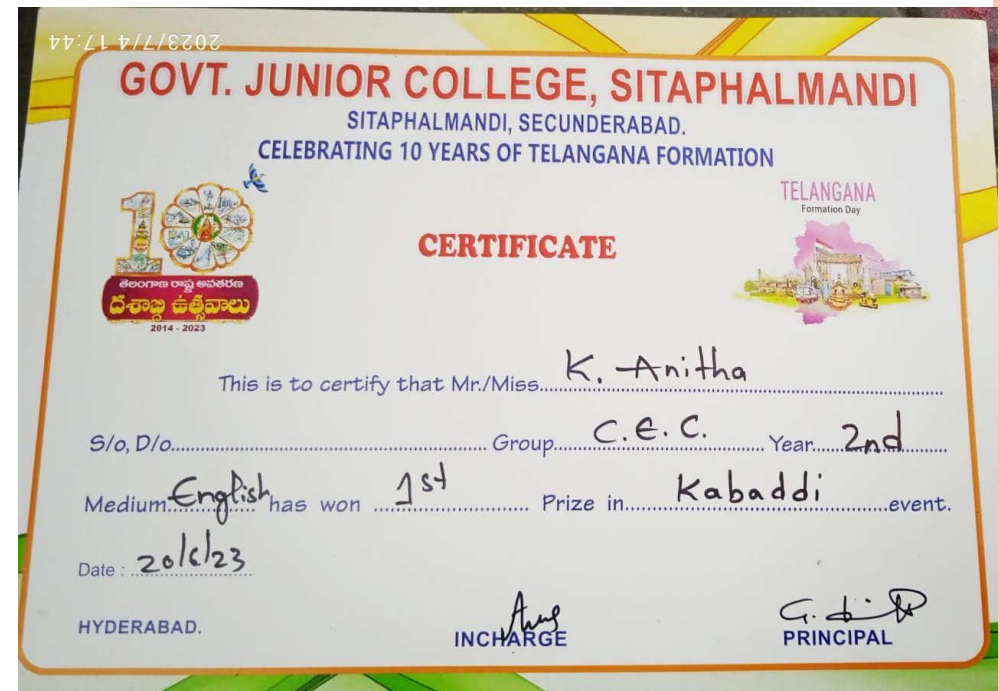 2023/7/4 17:44
GOVT. JUNIOR COLLEGE, SITAPHALMANDI
SITAPHALMANDI, SECUNDERABAD.
CELEBRATING 10 YEARS OF TELANGANA FORMATION
10
తెలంగాణ రాష్ట్ర అవతరణ
దశాబ్ది ఉత్సవాలు
2014 - 2023
TELANGANA
Formation Day
CERTIFICATE
This is to certify that Mr./Miss. K. Anitha
S/o, D/o. Group. C.E.C. Year. 2nd
Medium. English has won 1st Prize in. Kabaddi event.
Date : 20/6/23
HYDERABAD.
INCHARGE
PRINCIPAL